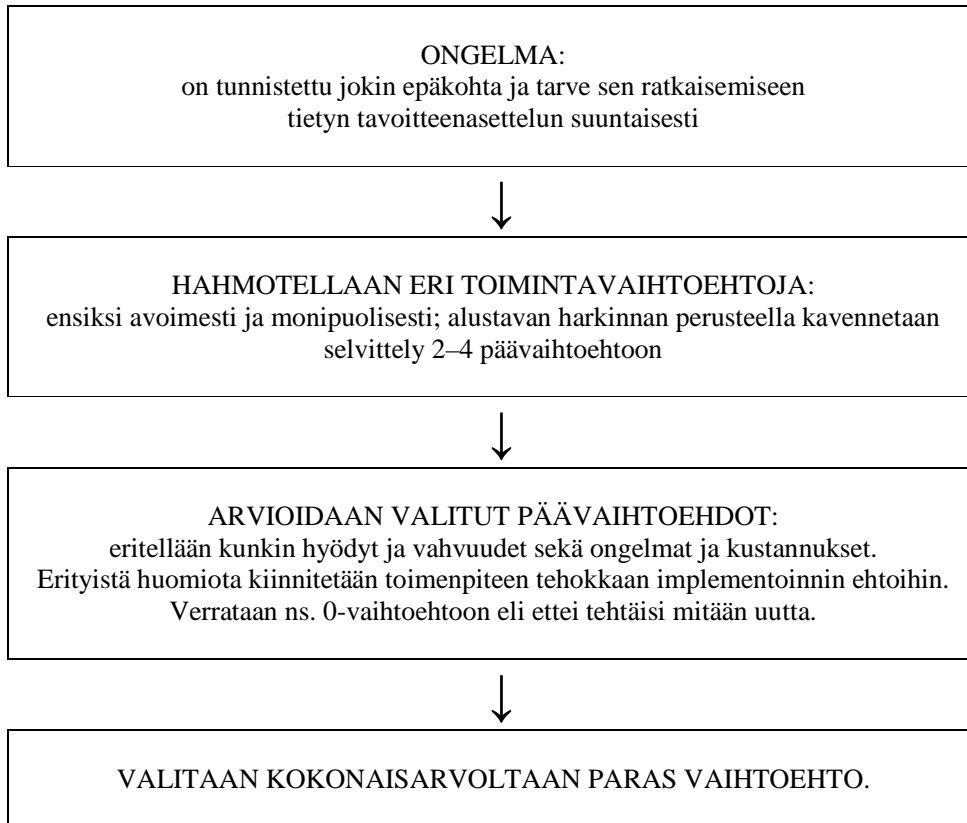 ONGELMA:
on tunnistettu jokin epäkohta ja tarve sen ratkaisemiseen
tietyn tavoitteenasettelun suuntaisesti
HAHMOTELLAAN ERI TOIMINTAVAIHTOEHTOJA:
ensiksi avoimesti ja monipuolisesti; alustavan harkinnan perusteella kavennetaan
selvittely 2–4 päävaihtoehtoon
ARVIOIDAAN VALITUT PÄÄVAIHTOEHDOT:
eritellään kunkin hyödyt ja vahvuudet sekä ongelmat ja kustannukset.
Erityistä huomiota kiinnitetään toimenpiteen tehokkaan implementoinnin ehtoihin.
Verrataan ns. 0-vaihtoehtoon eli ettei tehtäisi mitään uutta.
VALITAAN KOKONAISARVOLTAAN PARAS VAIHTOEHTO.